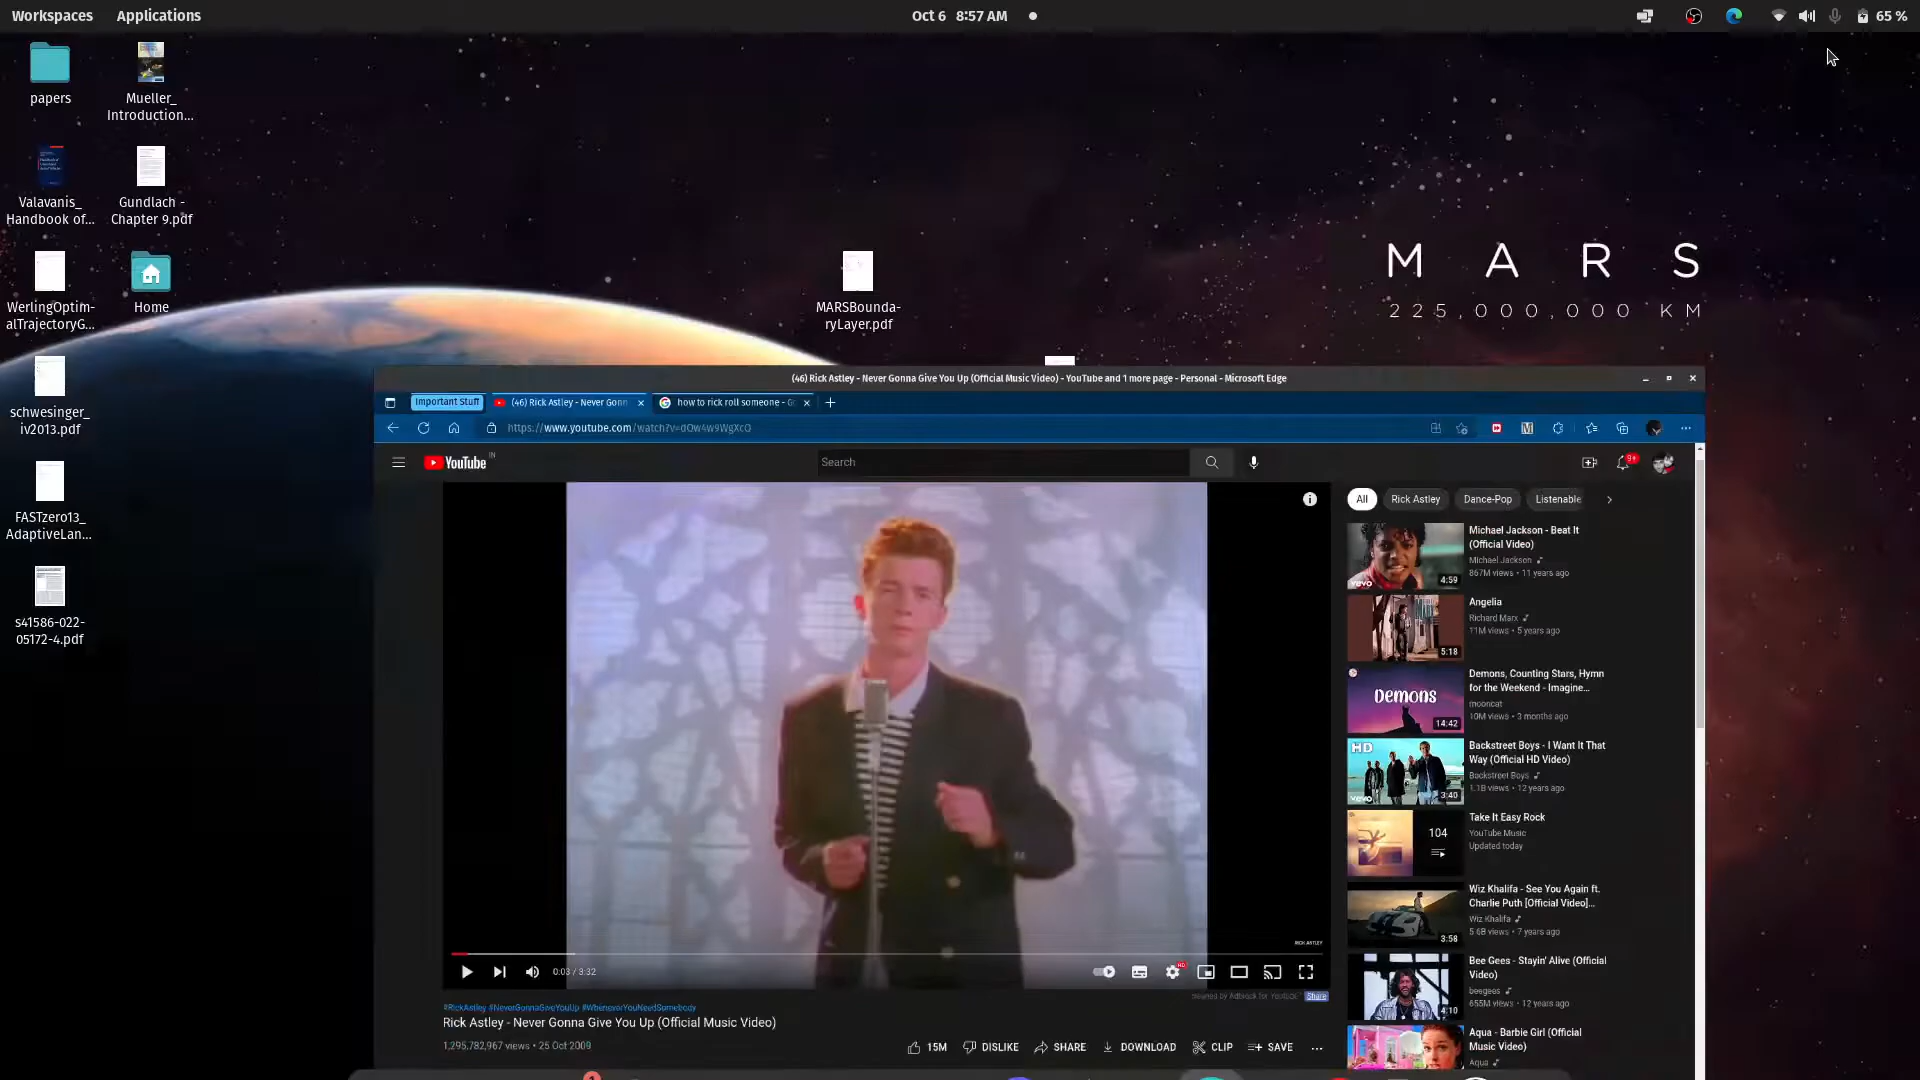 Workspaces Applications
Oct 6 8:57 AM
65 %
papers
Mueller_
Introduction...
Valavanis_
Handbook of...
Gundlach -
Chapter 9.pdf
WerlingOptim-
alTrajectoryG...
Home
schwesinger_
iv2013.pdf
FASTzero13_
AdaptiveLan...
s41586-022-
05172-4.pdf
MARSBounda-
ryLayer.pdf
MARS
225,000,000 KM
(46) Rick Astley - Never Gonna Give You Up (Official Music Video) - YouTube and 1 more page - Personal - Microsoft Edge
Important Stuff
(46) Rick Astley - Never Gonn
how to rick roll someone - G
https://www.youtube.com/watch?v=dQw4w9WgXcQ
YouTube IN
Search
9+
RICK ASTLEY
0:03 / 3:32
HD
Share
#RickAstley #NeverGonnaGiveYouUp #WheneverYouNeedSomebody
Rick Astley - Never Gonna Give You Up (Official Music Video)
1,295,782,967 views • 25 Oct 2009
15M DISLIKE SHARE DOWNLOAD CLIP SAVE ...
All Rick Astley Dance-Pop Listenable
vevo
4:59
Michael Jackson - Beat It
(Official Video)
Michael Jackson
867M views • 11 years ago
5:18
Angelia
Richard Marx
11M views • 5 years ago
DEMONS
14:42
Demons, Counting Stars, Hymn
for the Weekend - Imagine...
mooncat
10M views • 3 months ago
HD
vevo
3:40
Backstreet Boys - I Want It That
Way (Official HD Video)
Backstreet Boys
1.1B views • 12 years ago
104
Take It Easy Rock
YouTube Music
Updated today
3:58
Wiz Khalifa - See You Again ft.
Charlie Puth [Official Video]...
Wiz Khalifa
5.6B views • 7 years ago
4:10
Bee Gees - Stayin' Alive (Official
Video)
beegees
655M views • 12 years ago
Aqua - Barbie Girl (Official
Music Video)
Aqua